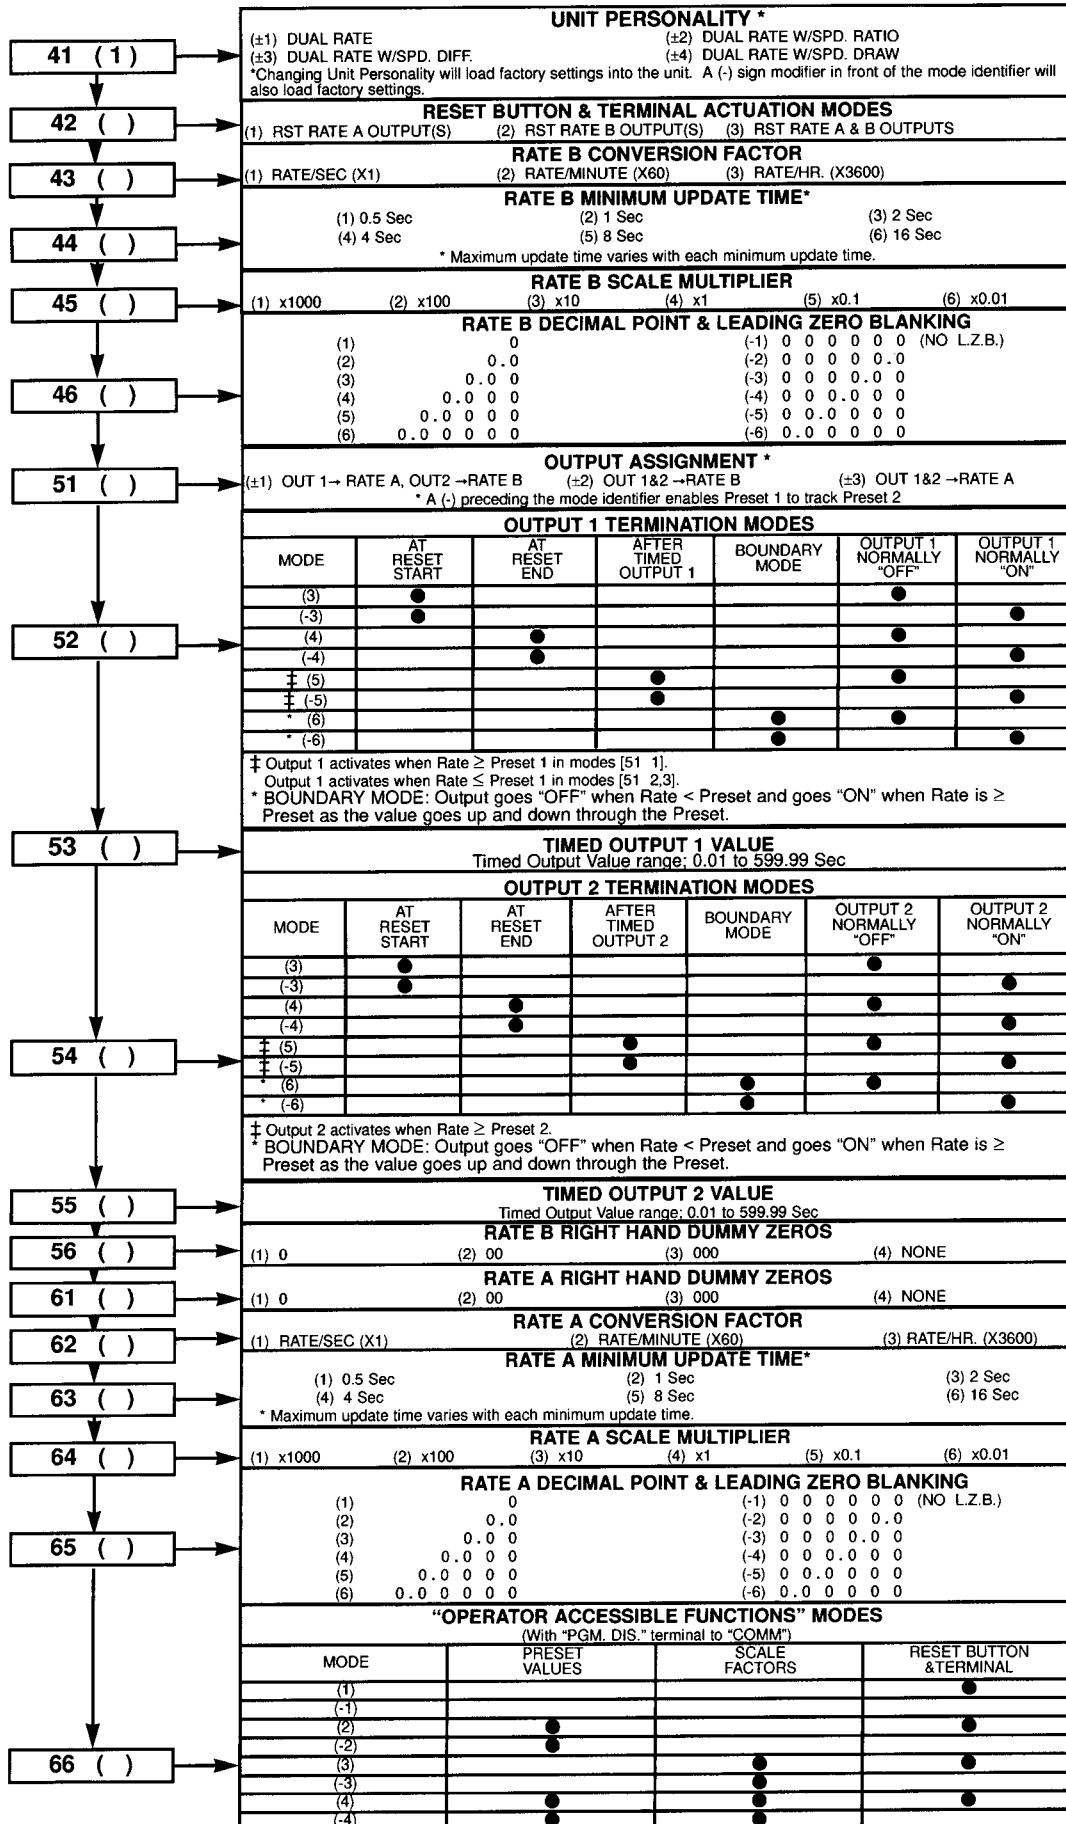 UNIT PERSONALITY *
41 (1)
(±1) DUAL RATE (±2) DUAL RATE W/SPD. RATIO
(±3) DUAL RATE W/SPD. DIFF. (±4) DUAL RATE W/SPD. DRAW
*Changing Unit Personality will load factory settings into the unit. A (-) sign modifier in front of the mode identifier will
also load factory settings.
42 ( )
RESET BUTTON & TERMINAL ACTUATION MODES
(1) RST RATE A OUTPUT(S) (2) RST RATE B OUTPUT(S) (3) RST RATE A & B OUTPUTS
43 ( )
RATE B CONVERSION FACTOR
(1) RATE/SEC (X1) (2) RATE/MINUTE (X60) (3) RATE/HR. (X3600)
44 ( )
RATE B MINIMUM UPDATE TIME*
(1) 0.5 Sec (2) 1 Sec (3) 2 Sec
(4) 4 Sec (5) 8 Sec (6) 16 Sec
* Maximum update time varies with each minimum update time.
45 ( )
RATE B SCALE MULTIPLIER
(1) x1000 (2) x100 (3) x10 (4) x1 (5) x0.1 (6) x0.01
46 ( )
RATE B DECIMAL POINT & LEADING ZERO BLANKING
(1) 0 (-1) 0 0 0 0 0 0 (NO L.Z.B.)
(2) 0.0 (-2) 0 0 0 0 0.0
(3) 0.0 0 (-3) 0 0 0 0.0 0
(4) 0.0 0 0 (-4) 0 0 0.0 0 0
(5) 0.0 0 0 0 (-5) 0 0.0 0 0 0
(6) 0.0 0 0 0 0 (-6) 0.0 0 0 0 0
51 ( )
OUTPUT ASSIGNMENT *
(±1) OUT 1→ RATE A, OUT2 →RATE B (±2) OUT 1&2 →RATE B (±3) OUT 1&2 →RATE A
* A (-) preceding the mode identifier enables Preset 1 to track Preset 2
52 ( )
OUTPUT 1 TERMINATION MODES
MODE AT RESET START AT RESET END AFTER TIMED OUTPUT 1 BOUNDARY MODE OUTPUT 1 NORMALLY "OFF" OUTPUT 1 NORMALLY "ON"
(3) ● ●
(-3) ● ●
(4) ● ●
(-4) ● ●
‡ (5) ● ●
‡ (-5) ● ●
* (6) ● ●
* (-6) ● ●
‡ Output 1 activates when Rate ≥ Preset 1 in modes [51 1].
Output 1 activates when Rate ≤ Preset 1 in modes [51 2,3].
* BOUNDARY MODE: Output goes "OFF" when Rate < Preset and goes "ON" when Rate is ≥
Preset as the value goes up and down through the Preset.
53 ( )
TIMED OUTPUT 1 VALUE
Timed Output Value range; 0.01 to 599.99 Sec
54 ( )
OUTPUT 2 TERMINATION MODES
MODE AT RESET START AT RESET END AFTER TIMED OUTPUT 2 BOUNDARY MODE OUTPUT 2 NORMALLY "OFF" OUTPUT 2 NORMALLY "ON"
(3) ● ●
(-3) ● ●
(4) ● ●
(-4) ● ●
‡ (5) ● ●
‡ (-5) ● ●
* (6) ● ●
* (-6) ● ●
‡ Output 2 activates when Rate ≥ Preset 2.
* BOUNDARY MODE: Output goes "OFF" when Rate < Preset and goes "ON" when Rate is ≥
Preset as the value goes up and down through the Preset.
55 ( )
TIMED OUTPUT 2 VALUE
Timed Output Value range; 0.01 to 599.99 Sec
56 ( )
RATE B RIGHT HAND DUMMY ZEROS
(1) 0 (2) 00 (3) 000 (4) NONE
61 ( )
RATE A RIGHT HAND DUMMY ZEROS
(1) 0 (2) 00 (3) 000 (4) NONE
62 ( )
RATE A CONVERSION FACTOR
(1) RATE/SEC (X1) (2) RATE/MINUTE (X60) (3) RATE/HR. (X3600)
63 ( )
RATE A MINIMUM UPDATE TIME*
(1) 0.5 Sec (2) 1 Sec (3) 2 Sec
(4) 4 Sec (5) 8 Sec (6) 16 Sec
* Maximum update time varies with each minimum update time.
64 ( )
RATE A SCALE MULTIPLIER
(1) x1000 (2) x100 (3) x10 (4) x1 (5) x0.1 (6) x0.01
65 ( )
RATE A DECIMAL POINT & LEADING ZERO BLANKING
(1) 0 (-1) 0 0 0 0 0 0 (NO L.Z.B.)
(2) 0.0 (-2) 0 0 0 0 0.0
(3) 0.0 0 (-3) 0 0 0 0.0 0
(4) 0.0 0 0 (-4) 0 0 0.0 0 0
(5) 0.0 0 0 0 (-5) 0 0.0 0 0 0
(6) 0.0 0 0 0 0 (-6) 0.0 0 0 0 0
66 ( )
"OPERATOR ACCESSIBLE FUNCTIONS" MODES
(With "PGM. DIS." terminal to "COMM")
MODE PRESET VALUES SCALE FACTORS RESET BUTTON &TERMINAL
(1) ●
(-1)
(2) ● ●
(-2) ●
(3) ● ●
(-3) ●
(4) ● ● ●
(-4) ● ●